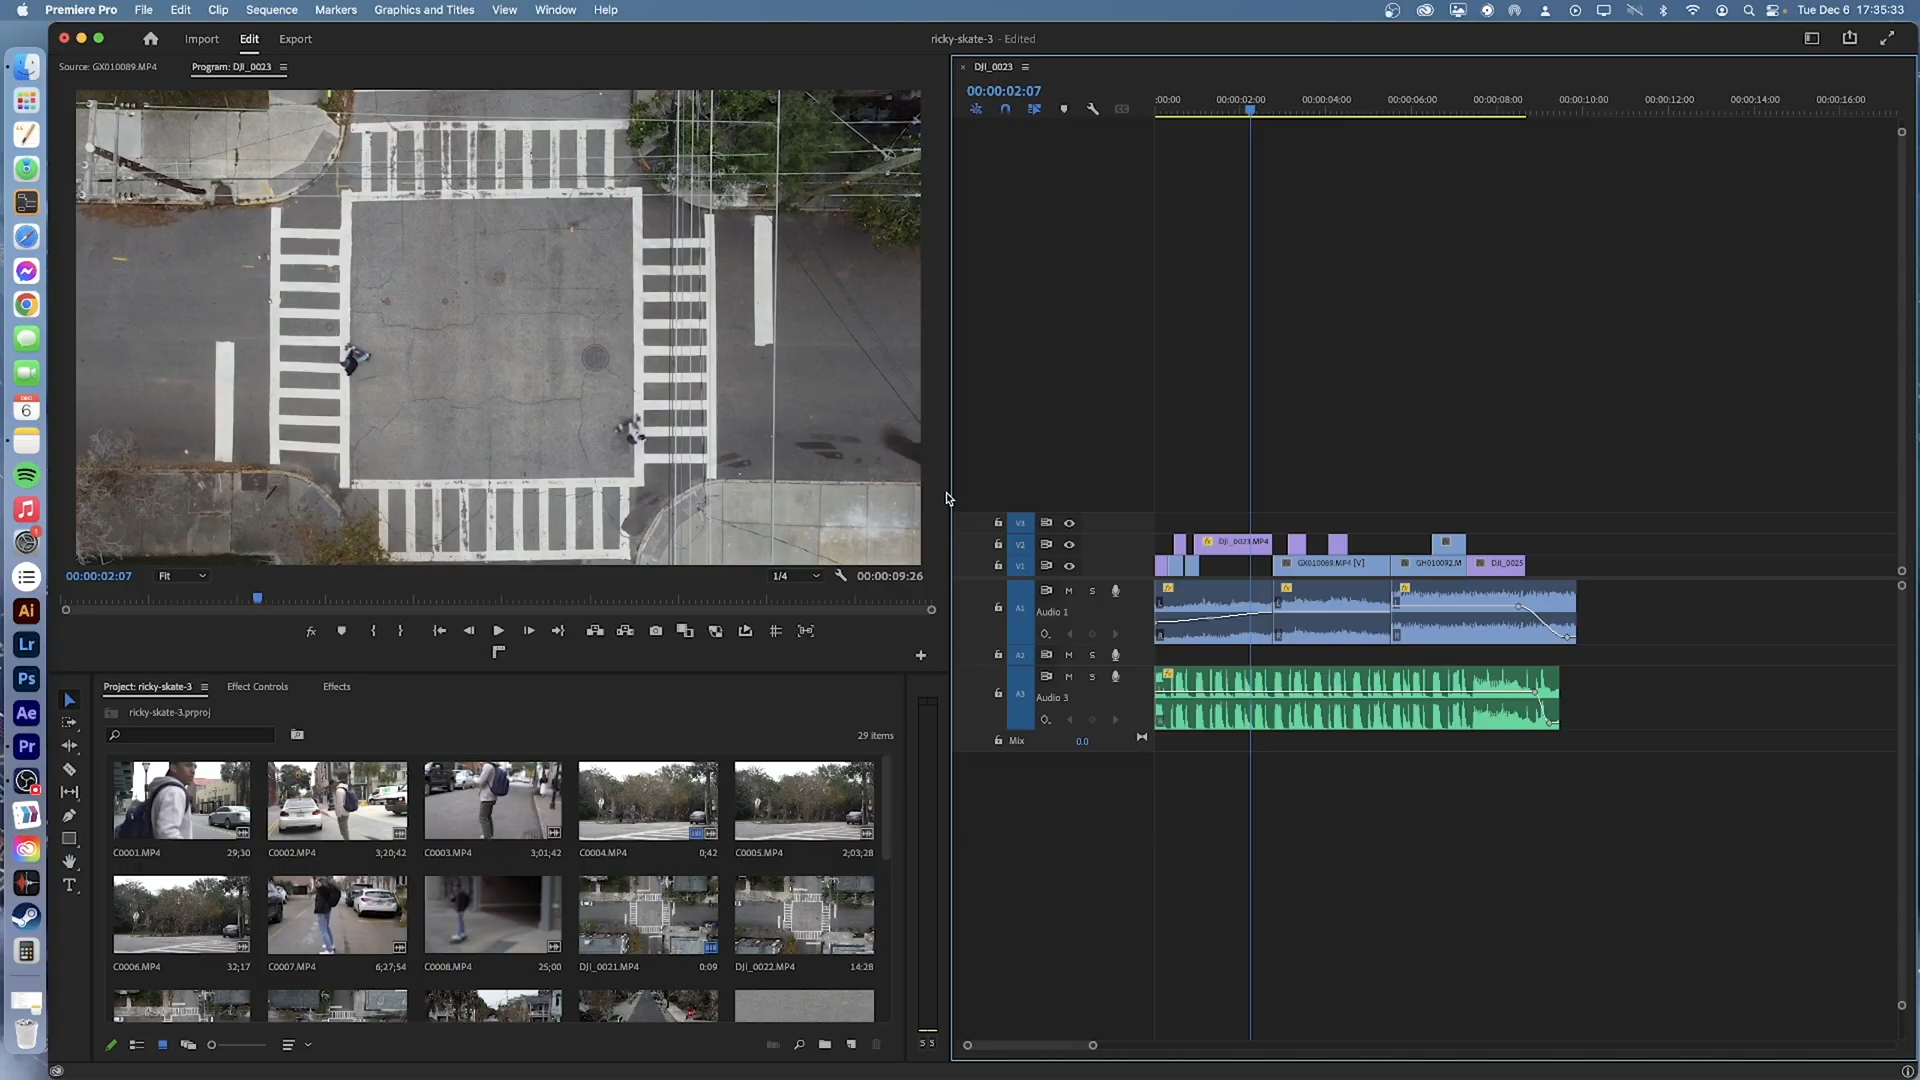 Premiere Pro File Edit Clip Sequence Markers Graphics and Titles View Window Help
Tue Dec 6 17:35:33
Import Edit Export
ricky-skate-3 - Edited
Source: GX010089.MP4
Program: DJI_0023
DJI_0023
00:00:02:07
:00:00 00:00:02:00 00:00:04:00 00:00:06:00 00:00:08:00 00:00:10:00 00:00:12:00 00:00:14:00 00:00:16:00
00:00:02:07 Fit 1/4 00:00:09:26
V3
V2 fx DJI_0023.MP4
V1 GX010089.MP4 [V] GH010092.M DJI_0025
A1 M S
Audio 1
L
R
A2 M S
A3 M S
Audio 3
Mix 0.0
DEC
6
Ai
Lr
Ps
Ae
Pr
Project: ricky-skate-3 Effect Controls Effects
ricky-skate-3.prproj
29 items
C0001.MP4 29;30
C0002.MP4 3;20;42
C0003.MP4 3;01;42
C0004.MP4 0;42
C0005.MP4 2;03;28
C0006.MP4 32;17
C0007.MP4 6;27;54
C0008.MP4 25;00
DJI_0021.MP4 0:09
DJI_0022.MP4 14:28
S S